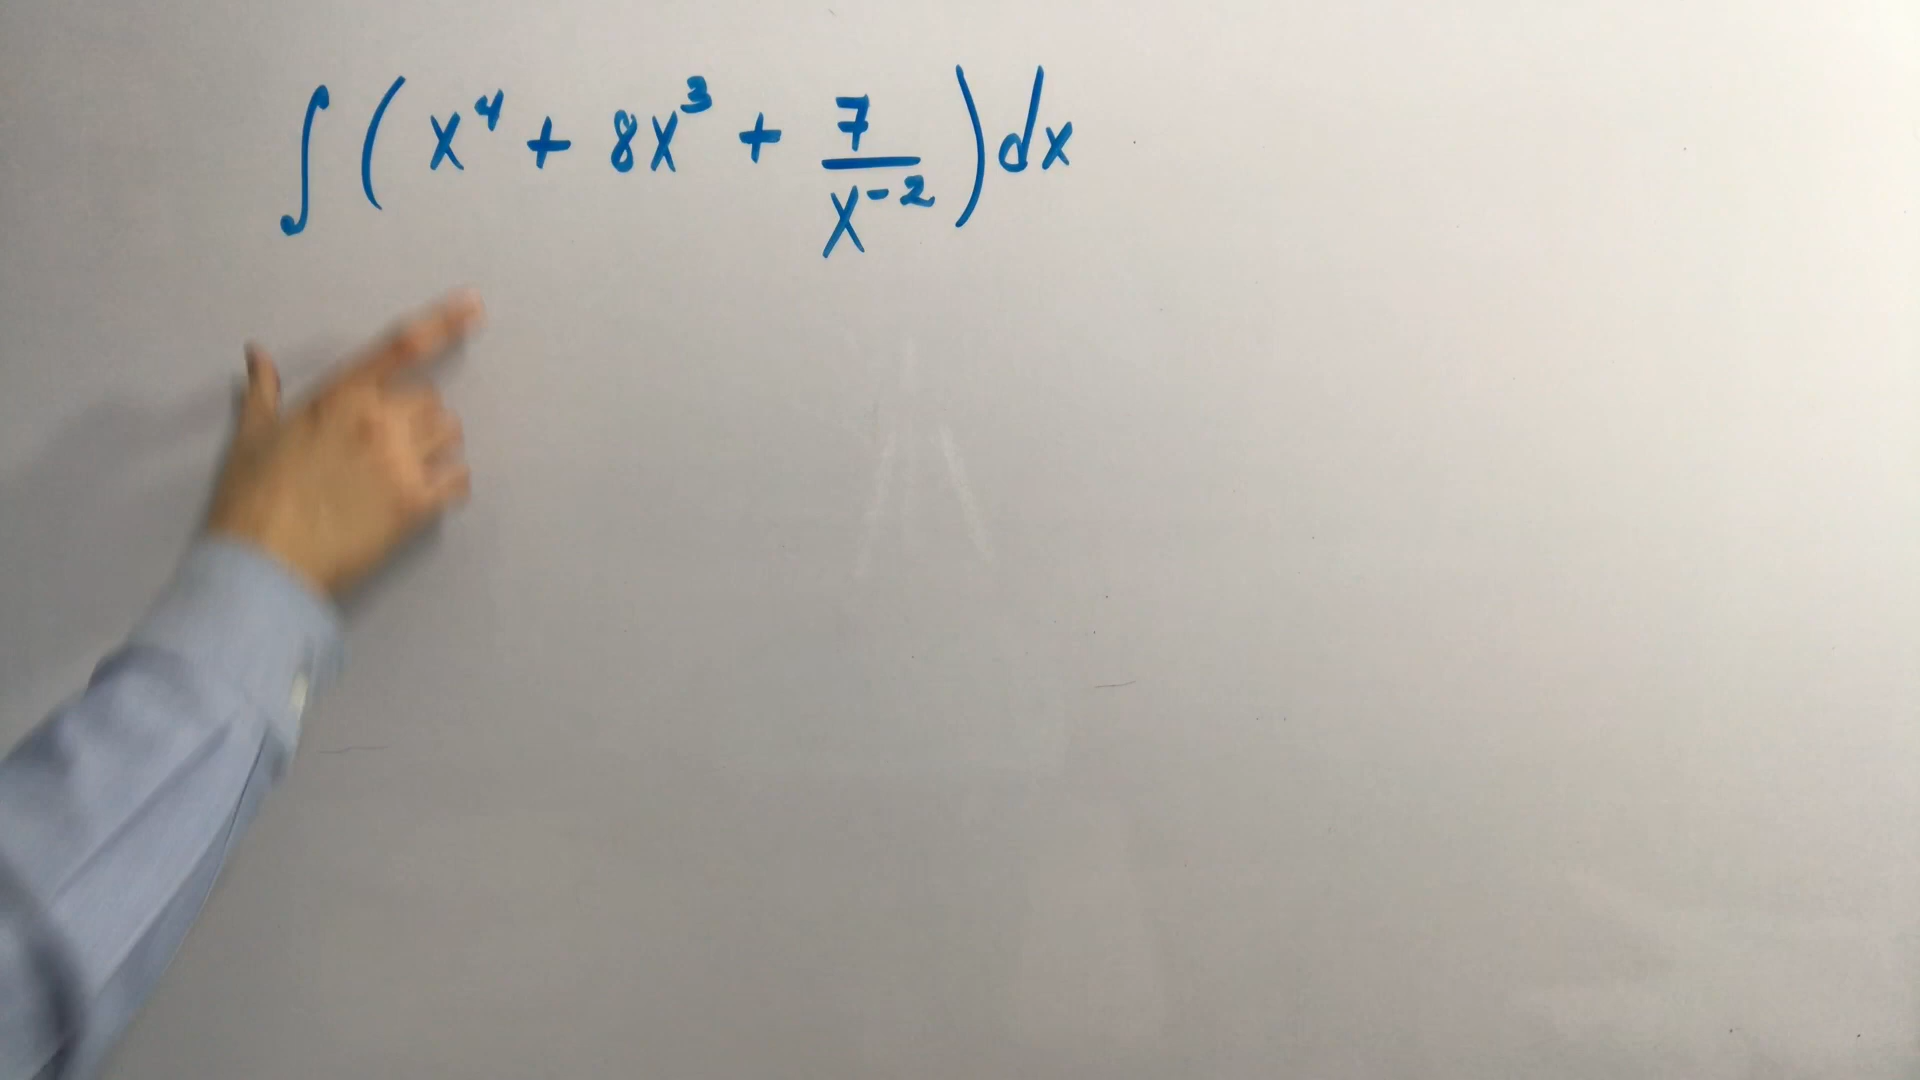 ∫ ( x⁴ + 8x³ + 7/x⁻² ) dx